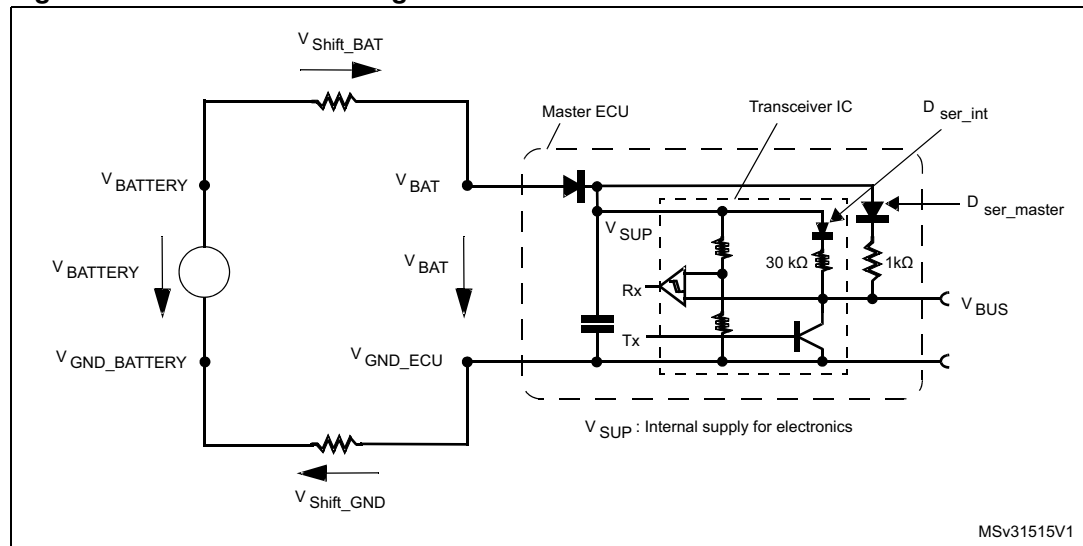 V Shift_BAT
Master ECU
Transceiver IC
D ser_int
V BATTERY
V BAT
D ser_master
V SUP
V BATTERY
V BAT
30 kΩ
1kΩ
Rx
V BUS
Tx
V GND_BATTERY
V GND_ECU
V SUP : Internal supply for electronics
V Shift_GND
MSv31515V1